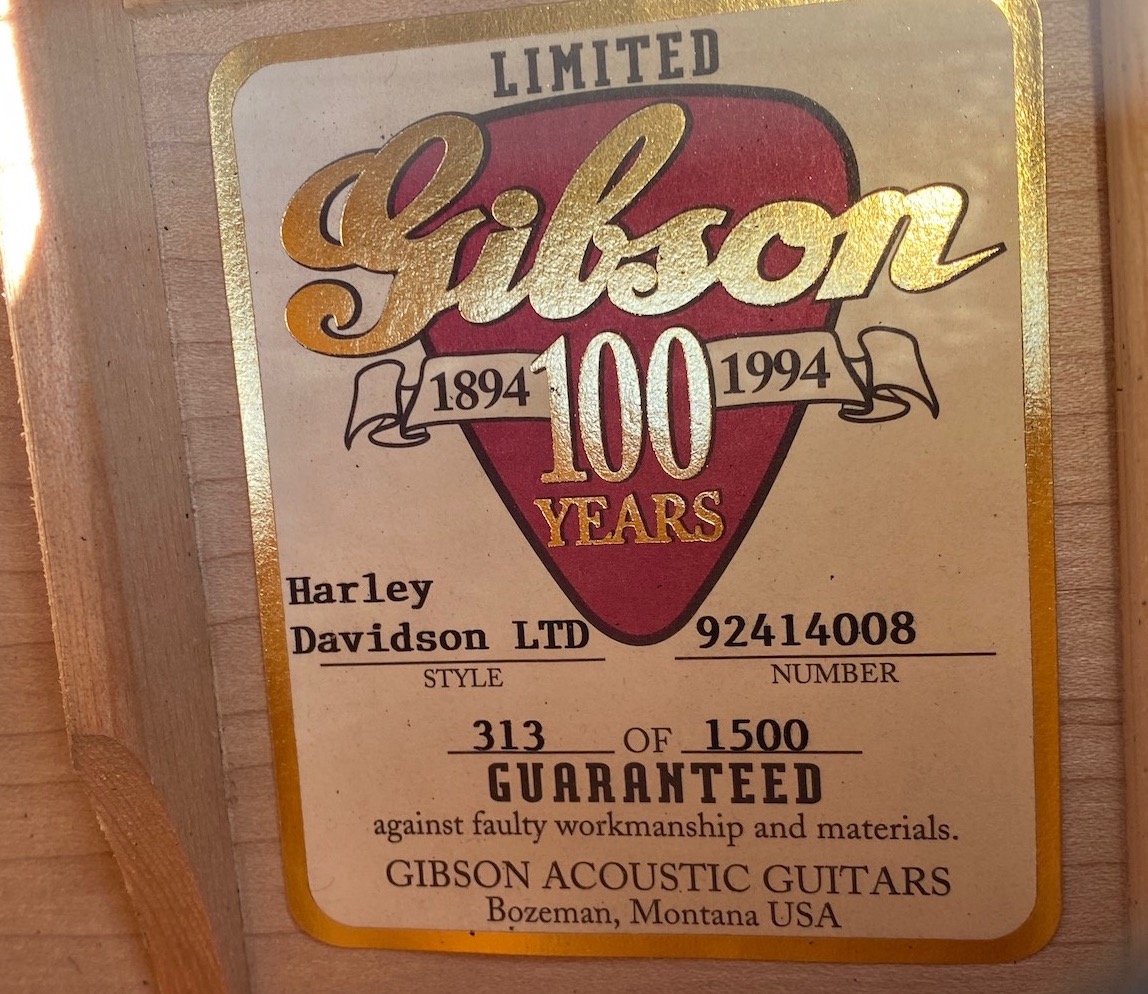 LIMITED
Gibson
1894 100 1994
YEARS
Harley
Davidson LTD 92414008
STYLE NUMBER
313 OF 1500
GUARANTEED
against faulty workmanship and materials.
GIBSON ACOUSTIC GUITARS
Bozeman, Montana USA